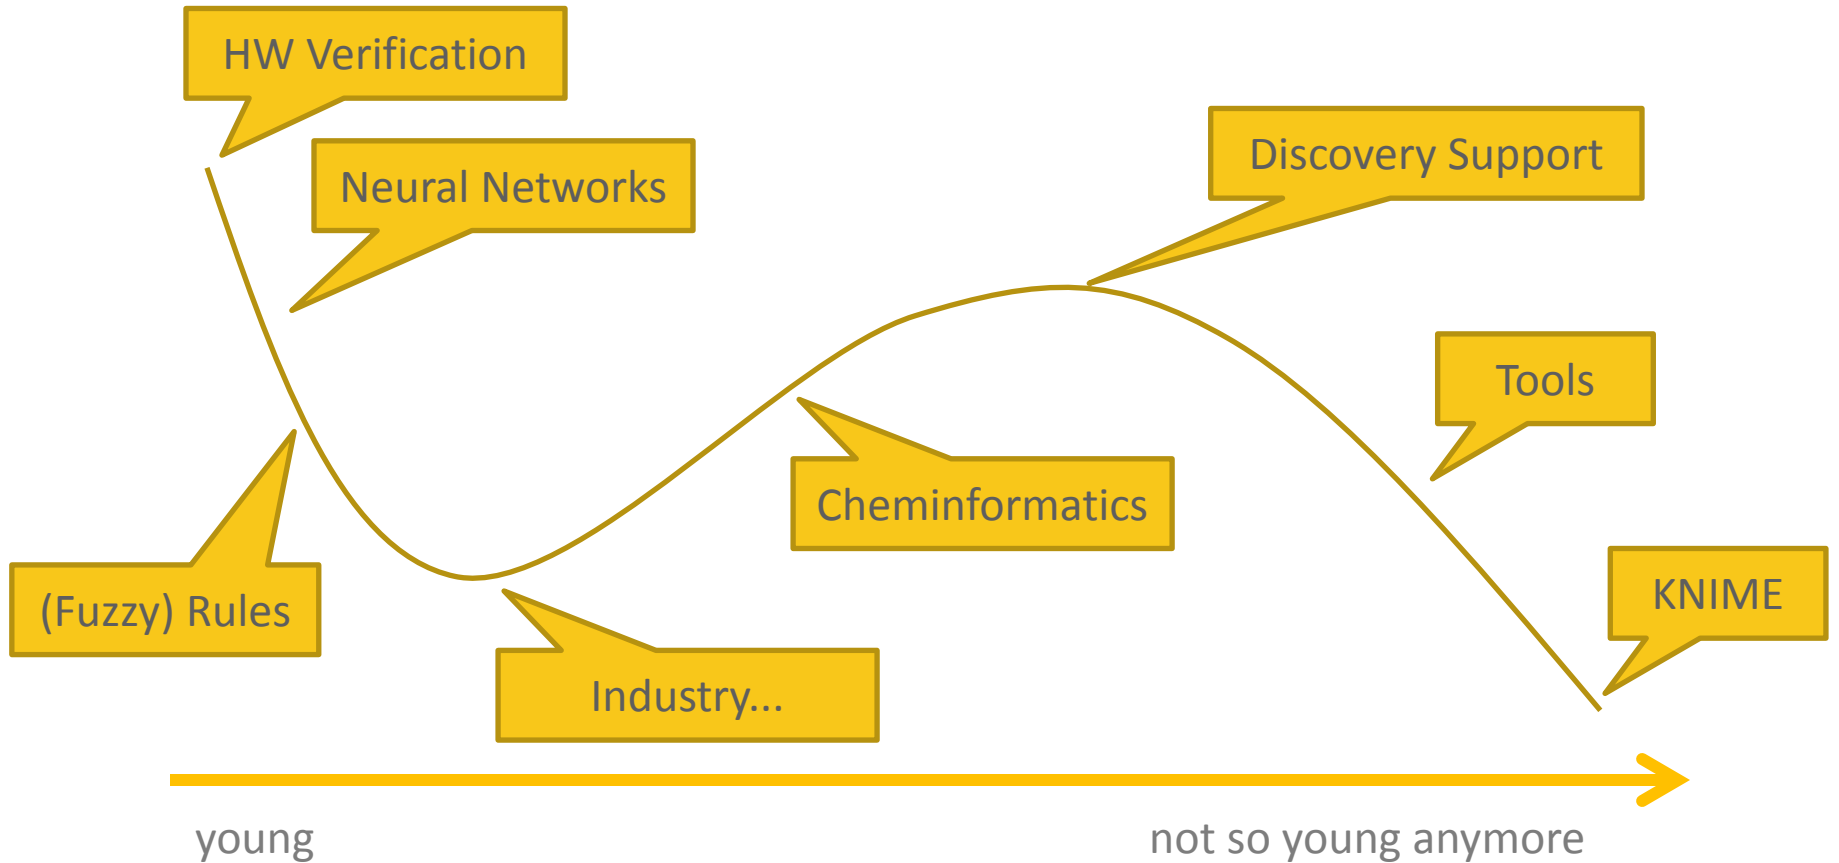 HW Verification
Neural Networks
Discovery Support
Tools
Cheminformatics
(Fuzzy) Rules
KNIME
Industry...
young
not so young anymore